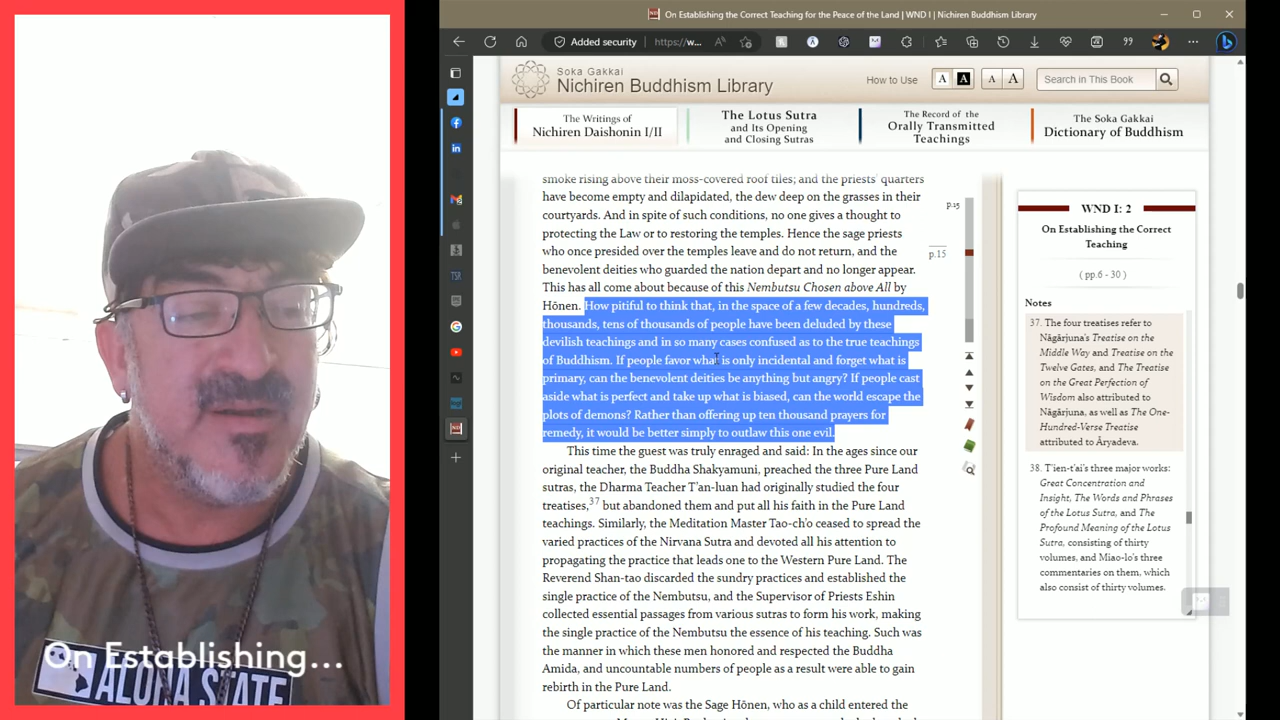 On Establishing...
ALOHA STATE
On Establishing the Correct Teaching for the Peace of the Land | WND I | Nichiren Buddhism Library
Added security
https://w...
Soka Gakkai
Nichiren Buddhism Library
How to Use
A A A A
Search in This Book
The Writings of
Nichiren Daishonin I/II
The Lotus Sutra
and Its Opening
and Closing Sutras
The Record of the
Orally Transmitted
Teachings
The Soka Gakkai
Dictionary of Buddhism
smoke rising above their moss-covered roof tiles; and the priests' quarters
have become empty and dilapidated, the dew deep on the grasses in their
courtyards. And in spite of such conditions, no one gives a thought to
protecting the Law or to restoring the temples. Hence the sage priests
who once presided over the temples leave and do not return, and the
benevolent deities who guarded the nation depart and no longer appear.
This has all come about because of this Nembutsu Chosen above All by
Hōnen. How pitiful to think that, in the space of a few decades, hundreds,
thousands, tens of thousands of people have been deluded by these
devilish teachings and in so many cases confused as to the true teachings
of Buddhism. If people favor what is only incidental and forget what is
primary, can the benevolent deities be anything but angry? If people cast
aside what is perfect and take up what is biased, can the world escape the
plots of demons? Rather than offering up ten thousand prayers for
remedy, it would be better simply to outlaw this one evil.
This time the guest was truly enraged and said: In the ages since our
original teacher, the Buddha Shakyamuni, preached the three Pure Land
sutras, the Dharma Teacher T'an-luan had originally studied the four
treatises,37 but abandoned them and put all his faith in the Pure Land
teachings. Similarly, the Meditation Master Tao-ch'o ceased to spread the
varied practices of the Nirvana Sutra and devoted all his attention to
propagating the practice that leads one to the Western Pure Land. The
Reverend Shan-tao discarded the sundry practices and established the
single practice of the Nembutsu, and the Supervisor of Priests Eshin
collected essential passages from various sutras to form his work, making
the single practice of the Nembutsu the essence of his teaching. Such was
the manner in which these men honored and respected the Buddha
Amida, and uncountable numbers of people as a result were able to gain
rebirth in the Pure Land.
Of particular note was the Sage Hōnen, who as a child entered the
p.15
p.15
WND I: 2
On Establishing the Correct
Teaching
( pp.6 - 30 )
Notes
37. The four treatises refer to
Nāgārjuna's Treatise on the
Middle Way and Treatise on the
Twelve Gates, and The Treatise
on the Great Perfection of
Wisdom also attributed to
Nāgārjuna, as well as The One-
Hundred-Verse Treatise
attributed to Āryadeva.
38. T'ien-t'ai's three major works:
Great Concentration and
Insight, The Words and Phrases
of the Lotus Sutra, and The
Profound Meaning of the Lotus
Sutra, consisting of thirty
volumes, and Miao-lo's three
commentaries on them, which
also consist of thirty volumes.